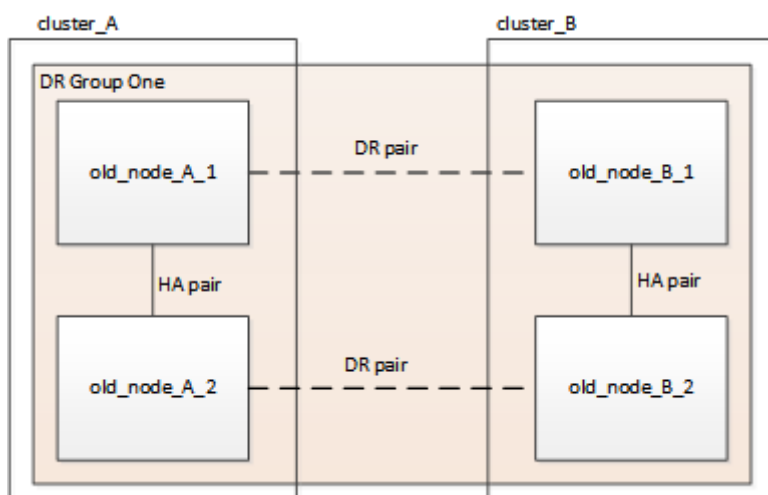 cluster_A
cluster_B
DR Group One
old_node_A_1
DR pair
old_node_B_1
HA pair
HA pair
old_node_A_2
DR pair
old_node_B_2